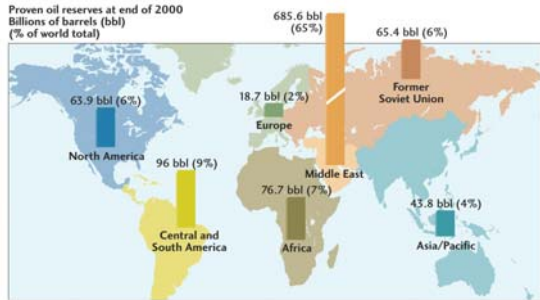 Proven oil reserves at end of 2000
Billions of barrels (bbl)
(% of world total)
685.6 bbl
(65%)
65.4 bbl (6%)
Former
Soviet Union
63.9 bbl (6%)
North America
18.7 bbl (2%)
Europe
Middle East
96 bbl (9%)
Central and
South America
76.7 bbl (7%)
Africa
43.8 bbl (4%)
Asia/Pacific